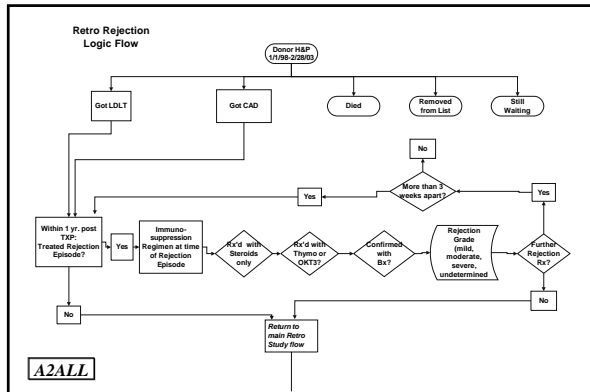 Retro Rejection
Logic Flow
Donor H&P
1/1/98-2/28/03
Got LDLT
Got CAD
Died
Removed
from List
Still
Waiting
No
More than 3
weeks apart?
Yes
Yes
Within 1 yr. post
TXP:
Treated Rejection
Episode?
Yes
Immuno-
suppression
Regimen at time
of Rejection
Episode
Rx'd with
Steroids
only
Rx'd with
Thymo or
OKT3?
Confirmed
with
Bx?
Rejection
Grade
(mild,
moderate,
severe,
undetermined
Further
Rejection
Rx?
No
No
Return to
main Retro
Study flow
A2ALL